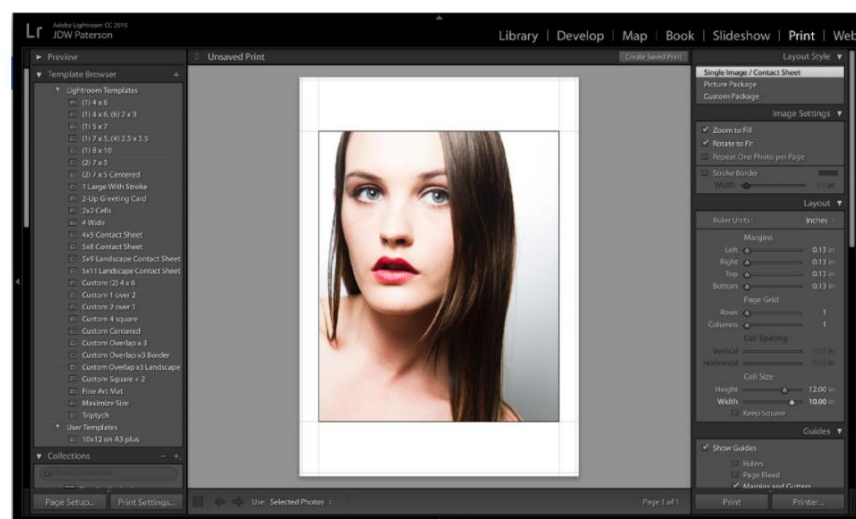 Lr
Adobe Lightroom CC 2015
JDW Paterson
Library | Develop | Map | Book | Slideshow | Print | Web
Preview
Template Browser
Lightroom Templates
(1) 4 x 6
(1) 4 x 6, (6) 2 x 3
(1) 5 x 7
(1) 7 x 5, (4) 2.5 x 3.5
(1) 8 x 10
(2) 7 x 5
(2) 7 x 5 Centered
1 Large With Stroke
2-Up Greeting Card
2x2 Cells
4 Wide
4x5 Contact Sheet
5x8 Contact Sheet
5x9 Landscape Contact Sheet
5x11 Landscape Contact Sheet
Custom (2) 4 x 6
Custom 1 over 2
Custom 2 over 1
Custom 4 square
Custom Centered
Custom Overlap x 3
Custom Overlap x3 Border
Custom Overlap x3 Landscape
Custom Square + 2
Fine Art Mat
Maximize Size
Triptych
User Templates
10x12 on A3 plus
Collections
Page Setup...
Print Settings...
Unsaved Print
Create Saved Print
Use: Selected Photos
Page 1 of 1
Layout Style
Single Image / Contact Sheet
Picture Package
Custom Package
Image Settings
Zoom to Fill
Rotate to Fit
Repeat One Photo per Page
Stroke Border
Width
Layout
Ruler Units: Inches
Margins
Left 0.13 in
Right 0.13 in
Top 0.13 in
Bottom 0.13 in
Page Grid
Rows 1
Columns 1
Cell Spacing
Vertical
Horizontal
Cell Size
Height 12.00 in
Width 10.00 in
Keep Square
Guides
Show Guides
Rulers
Page Bleed
Margins and Gutters
Print
Printer...